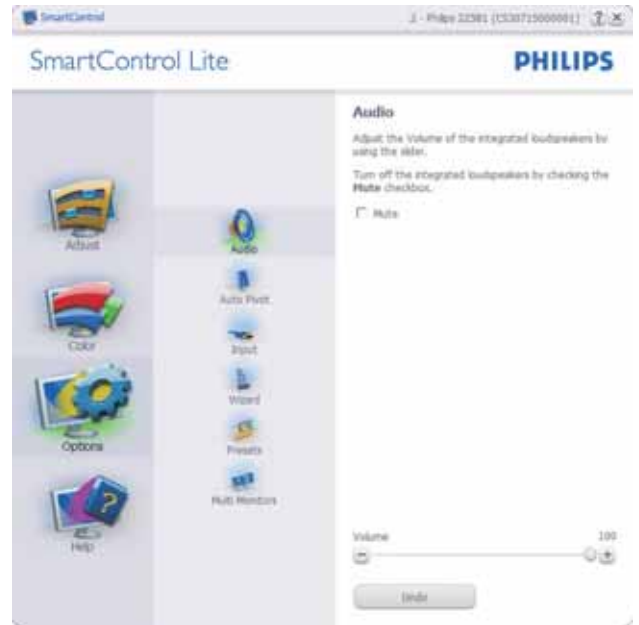 SmartControl
SmartControl Lite
PHILIPS
Adjust
Color
Options
Help
Audio
Auto Pivot
Input
Wizard
Presets
Multi Monitors
Audio
Adjust the Volume of the integrated loudspeakers by
using the slider.
Turn off the integrated loudspeakers by checking the
Mute checkbox.
Mute
Volume 100
Undo